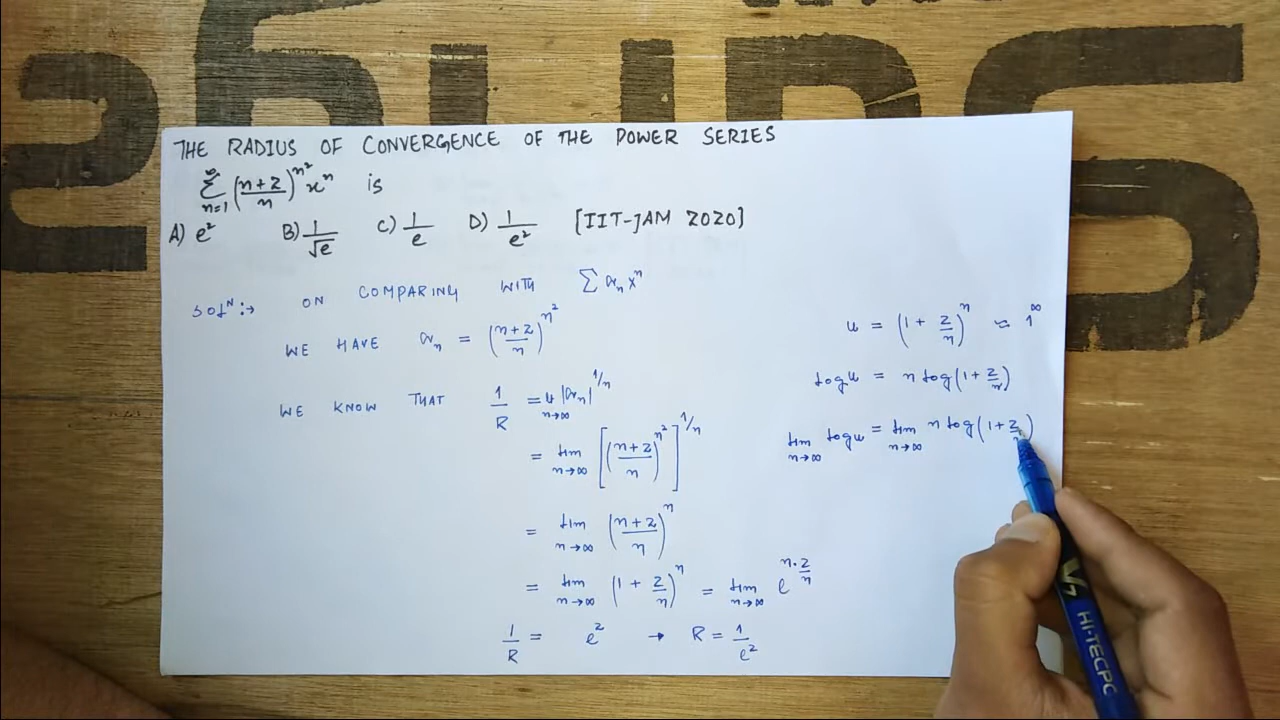 THE RADIUS OF CONVERGENCE OF THE POWER SERIES
∑_{n=1}^{∞} ((n+2)/n)^{n²} xⁿ is
A) e² B) 1/√e C) 1/e D) 1/e² [IIT-JAM 2020]
SOLᴺ:→ ON COMPARING WITH ∑ aₙxⁿ
WE HAVE aₙ = ((n+2)/n)^{n²}
WE KNOW THAT 1/R = lt_{n→∞} |aₙ|^{1/n}
= lim_{n→∞} [((n+2)/n)^{n²}]^{1/n}
= lim_{n→∞} ((n+2)/n)ⁿ
= lim_{n→∞} (1 + 2/n)ⁿ = lim_{n→∞} e^{n·2/n}
1/R = e² → R = 1/e²
u = (1 + 2/n)ⁿ ≈ 1^∞
log u = n log(1 + 2/n)
lim_{n→∞} log u = lim_{n→∞} n log(1 + 2/n)
V7 HI-TECPC